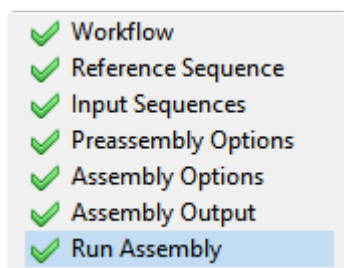 Workflow
Reference Sequence
Input Sequences
Preassembly Options
Assembly Options
Assembly Output
Run Assembly